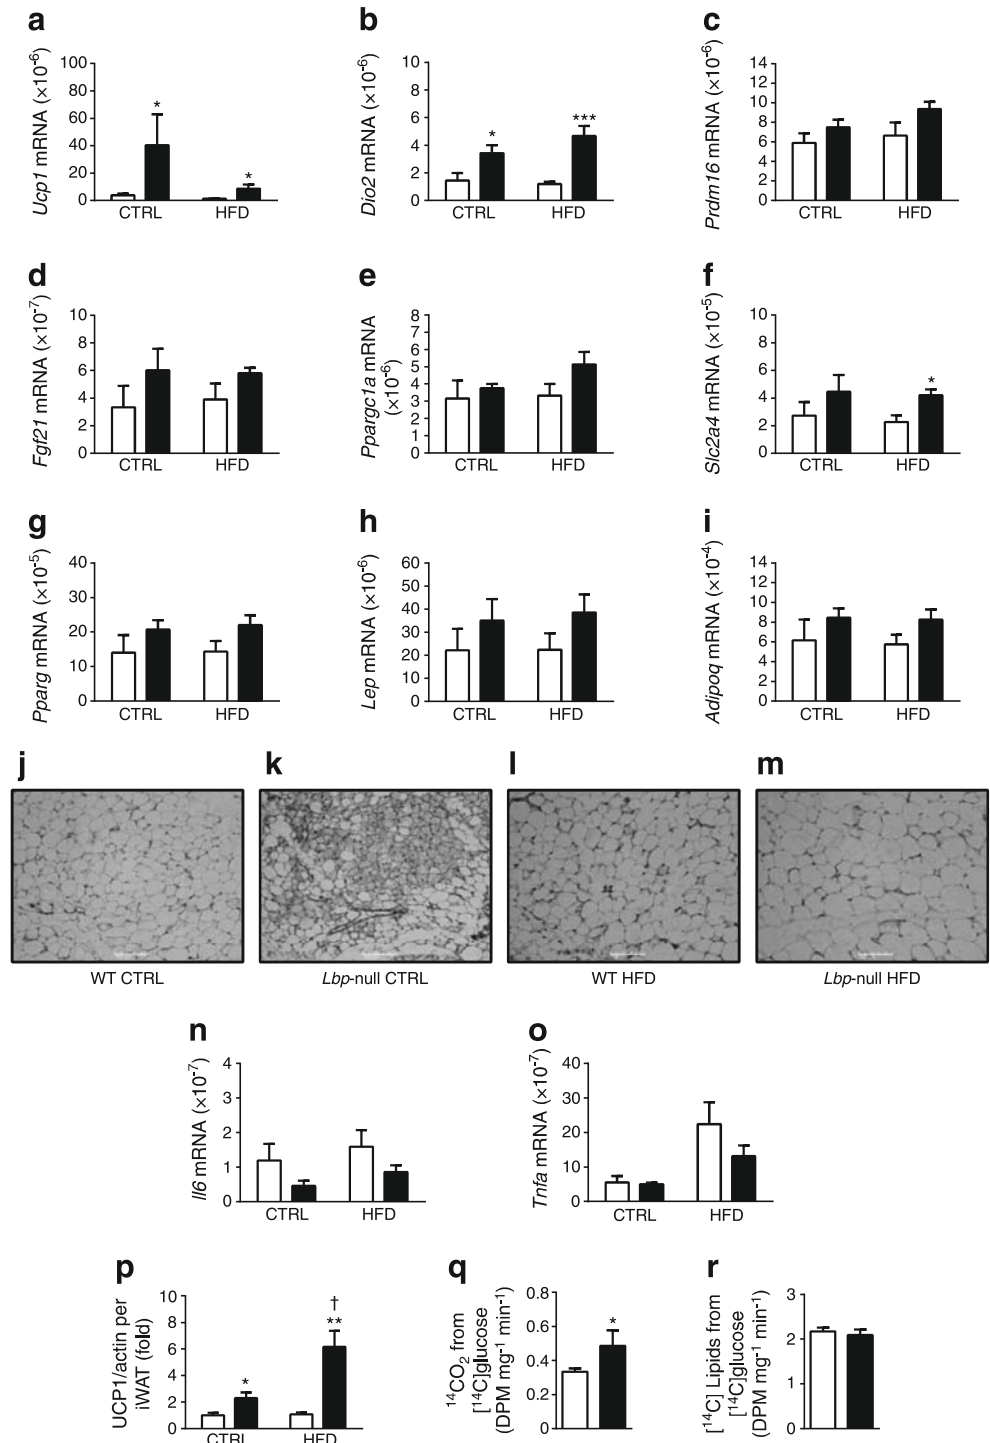 a
b
c
Ucp1 mRNA (×10-6)
100
80
60
40
20
0
*
*
CTRL
HFD
Dio2 mRNA (×10-6)
10
8
6
4
2
0
*
***
CTRL
HFD
Prdm16 mRNA (×10-6)
14
12
10
8
6
4
2
0
CTRL
HFD
d
e
f
Fgf21 mRNA (×10-7)
10
8
6
4
2
0
CTRL
HFD
Ppargc1a mRNA
(×10-6)
8
7
6
5
4
3
2
1
0
CTRL
HFD
Slc2a4 mRNA (×10-5)
10
8
6
4
2
0
*
CTRL
HFD
g
h
i
Pparg mRNA (×10-5)
40
30
20
10
0
CTRL
HFD
Lep mRNA (×10-6)
60
50
40
30
20
10
0
CTRL
HFD
Adipoq mRNA (×10-4)
14
12
10
8
6
4
2
0
CTRL
HFD
j
k
l
m
WT CTRL
Lbp-null CTRL
WT HFD
Lbp-null HFD
n
o
Il6 mRNA (×10-7)
4
3
2
1
0
CTRL
HFD
Tnfa mRNA (×10-7)
40
30
20
10
0
CTRL
HFD
p
q
r
UCP1/actin per
iWAT (fold)
10
8
6
4
2
0
*
†
**
CTRL
HFD
14CO2 from
[14C]glucose
(DPM mg-1 min-1)
0.8
0.6
0.4
0.2
0
*
[14C] Lipids from
[14C]glucose
(DPM mg-1 min-1)
3
2
1
0